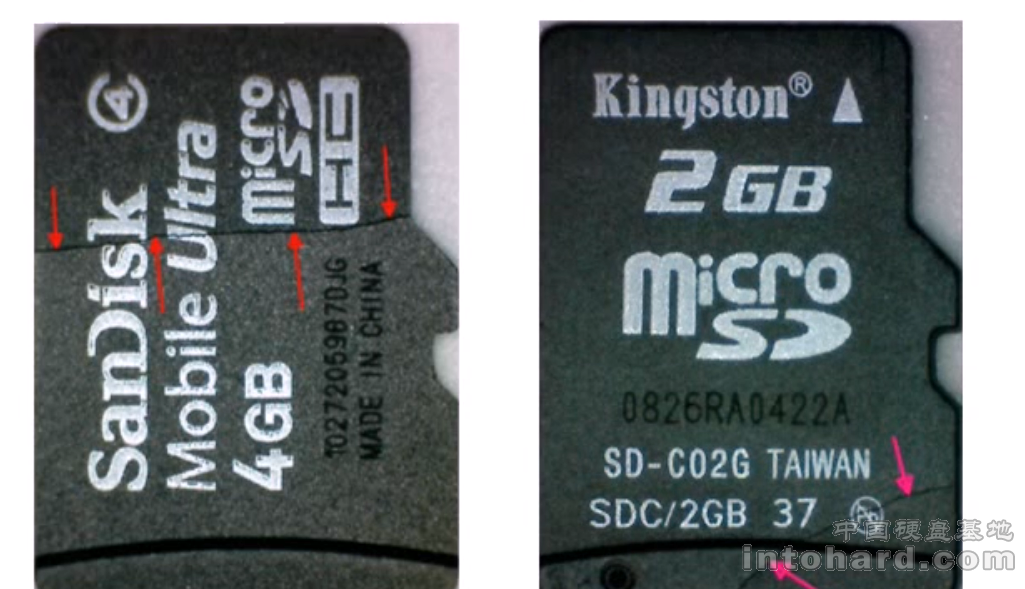 4
SanDisk
Mobile Ultra
4GB
micro
SD
HC
MADE IN CHINA
Kingston®
2GB
micro
SD
0826RA0422A
SD-C02G TAIWAN
SDC/2GB 37
中国硬盘基地
intohard.com